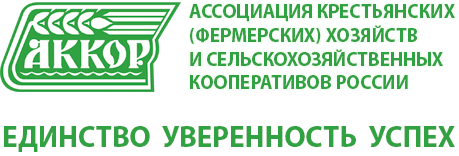 АККОР
АССОЦИАЦИЯ КРЕСТЬЯНСКИХ
(ФЕРМЕРСКИХ) ХОЗЯЙСТВ
И СЕЛЬСКОХОЗЯЙСТВЕННЫХ
КООПЕРАТИВОВ РОССИИ
ЕДИНСТВО УВЕРЕННОСТЬ УСПЕХ